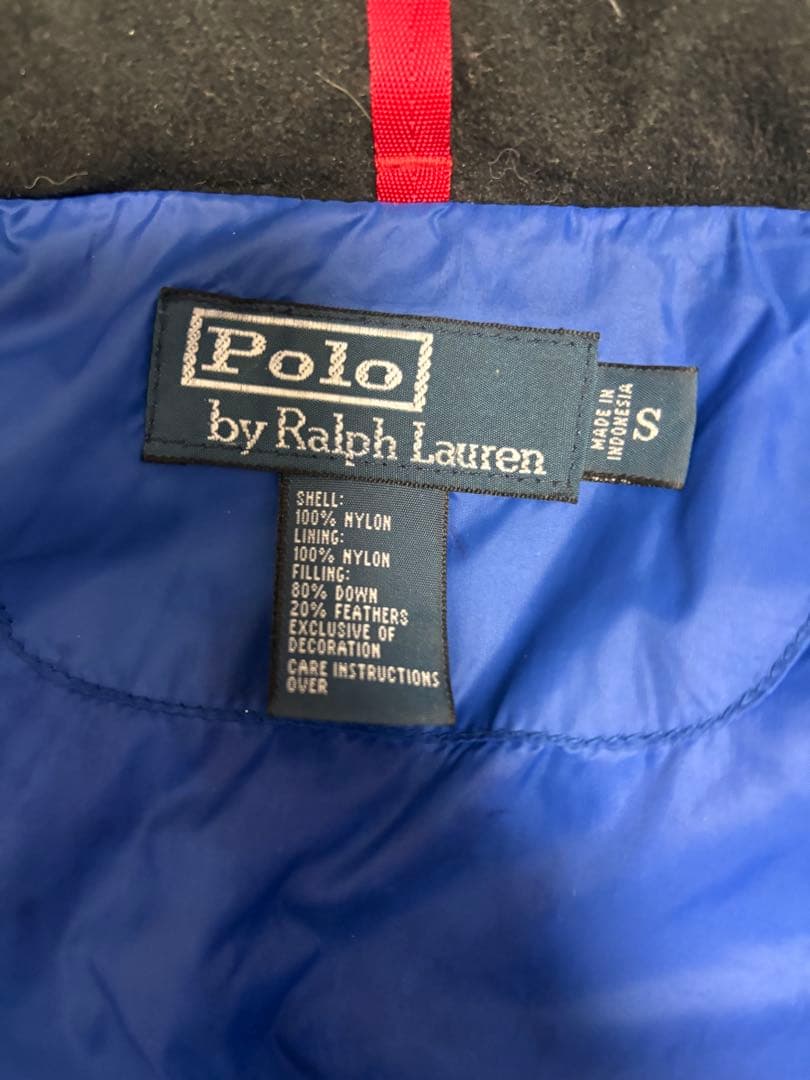 Polo
by Ralph Lauren
MADE IN
INDONESIA
S
SHELL:
100% NYLON
LINING:
100% NYLON
FILLING:
80% DOWN
20% FEATHERS
EXCLUSIVE OF
DECORATION
CARE INSTRUCTIONS
OVER